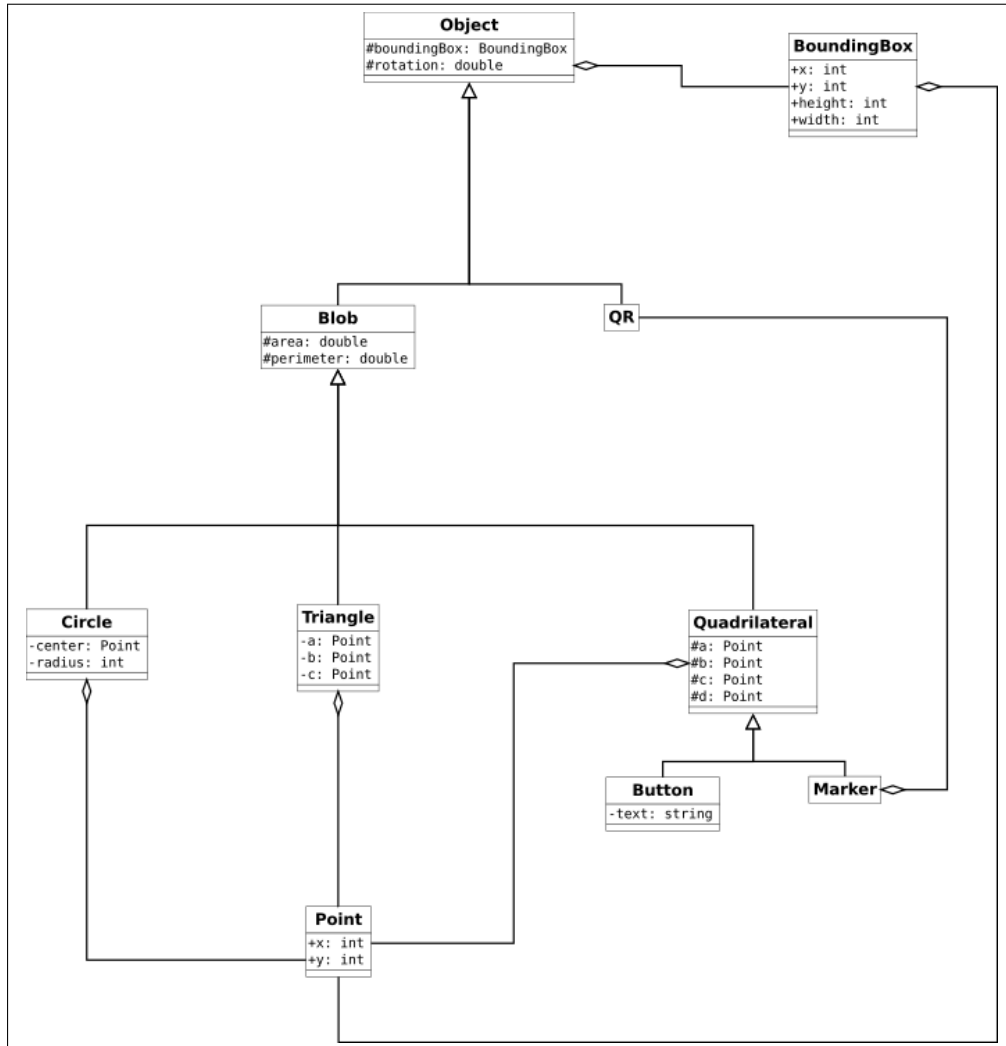 Object
#boundingBox: BoundingBox
#rotation: double
BoundingBox
+x: int
+y: int
+height: int
+width: int
Blob
#area: double
#perimeter: double
QR
Circle
-center: Point
-radius: int
Triangle
-a: Point
-b: Point
-c: Point
Quadrilateral
#a: Point
#b: Point
#c: Point
#d: Point
Button
-text: string
Marker
Point
+x: int
+y: int